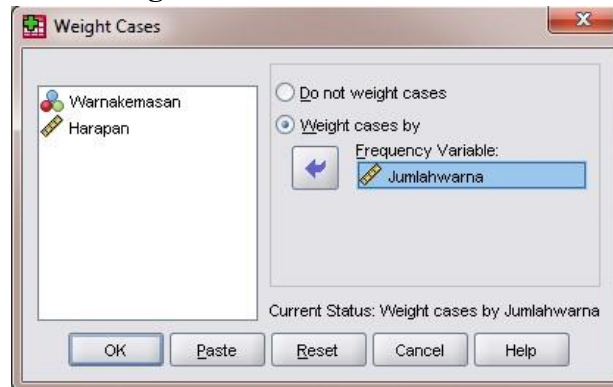 Weight Cases
Warnakemasan
Harapan
Do not weight cases
Weight cases by
Frequency Variable:
Jumlahwarna
Current Status: Weight cases by Jumlahwarna
OK
Paste
Reset
Cancel
Help